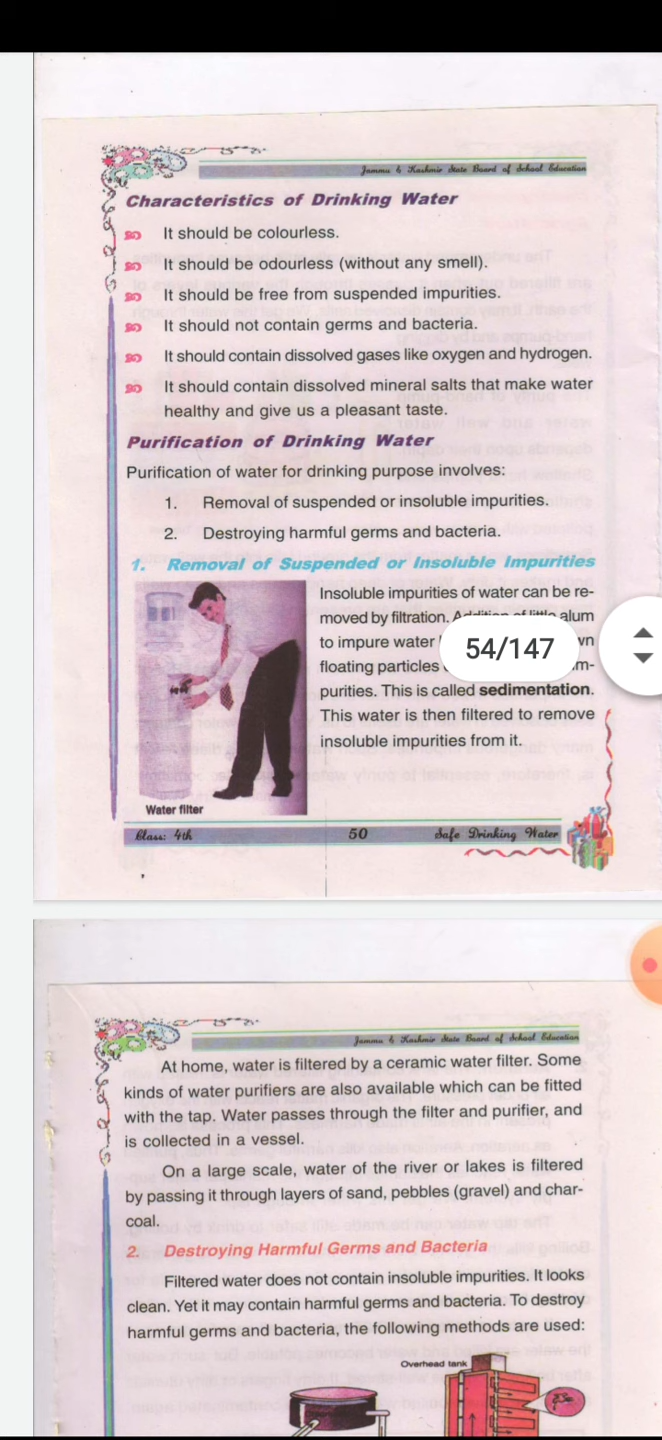 Jammu & Kashmir State Board of School Education
Characteristics of Drinking Water
It should be colourless.
It should be odourless (without any smell).
It should be free from suspended impurities.
It should not contain germs and bacteria.
It should contain dissolved gases like oxygen and hydrogen.
It should contain dissolved mineral salts that make water
healthy and give us a pleasant taste.
Purification of Drinking Water
Purification of water for drinking purpose involves:
1. Removal of suspended or insoluble impurities.
2. Destroying harmful germs and bacteria.
1. Removal of Suspended or Insoluble Impurities
Insoluble impurities of water can be re-
moved by filtration. Addition of little alum
to impure water
54/147
floating particles
purities. This is called sedimentation.
This water is then filtered to remove
insoluble impurities from it.
Water filter
Class: 4th 50 Safe Drinking Water
Jammu & Kashmir State Board of School Education
At home, water is filtered by a ceramic water filter. Some
kinds of water purifiers are also available which can be fitted
with the tap. Water passes through the filter and purifier, and
is collected in a vessel.
On a large scale, water of the river or lakes is filtered
by passing it through layers of sand, pebbles (gravel) and char-
coal.
2. Destroying Harmful Germs and Bacteria
Filtered water does not contain insoluble impurities. It looks
clean. Yet it may contain harmful germs and bacteria. To destroy
harmful germs and bacteria, the following methods are used:
Overhead tank